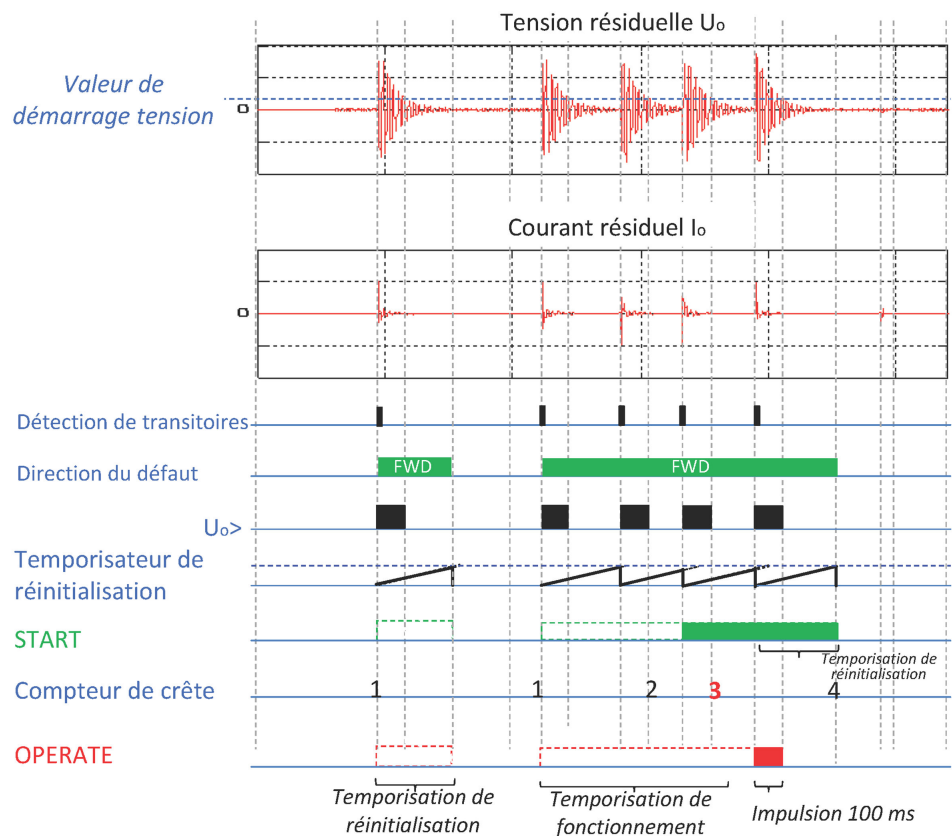 Tension résiduelle U₀
Valeur de
démarrage tension
0
Courant résiduel I₀
0
Détection de transitoires
Direction du défaut
FWD
FWD
U₀>
Temporisateur de
réinitialisation
START
Temporisation de
réinitialisation
Compteur de crête
1
1
2
3
4
OPERATE
Temporisation de
réinitialisation
Temporisation de
fonctionnement
Impulsion 100 ms